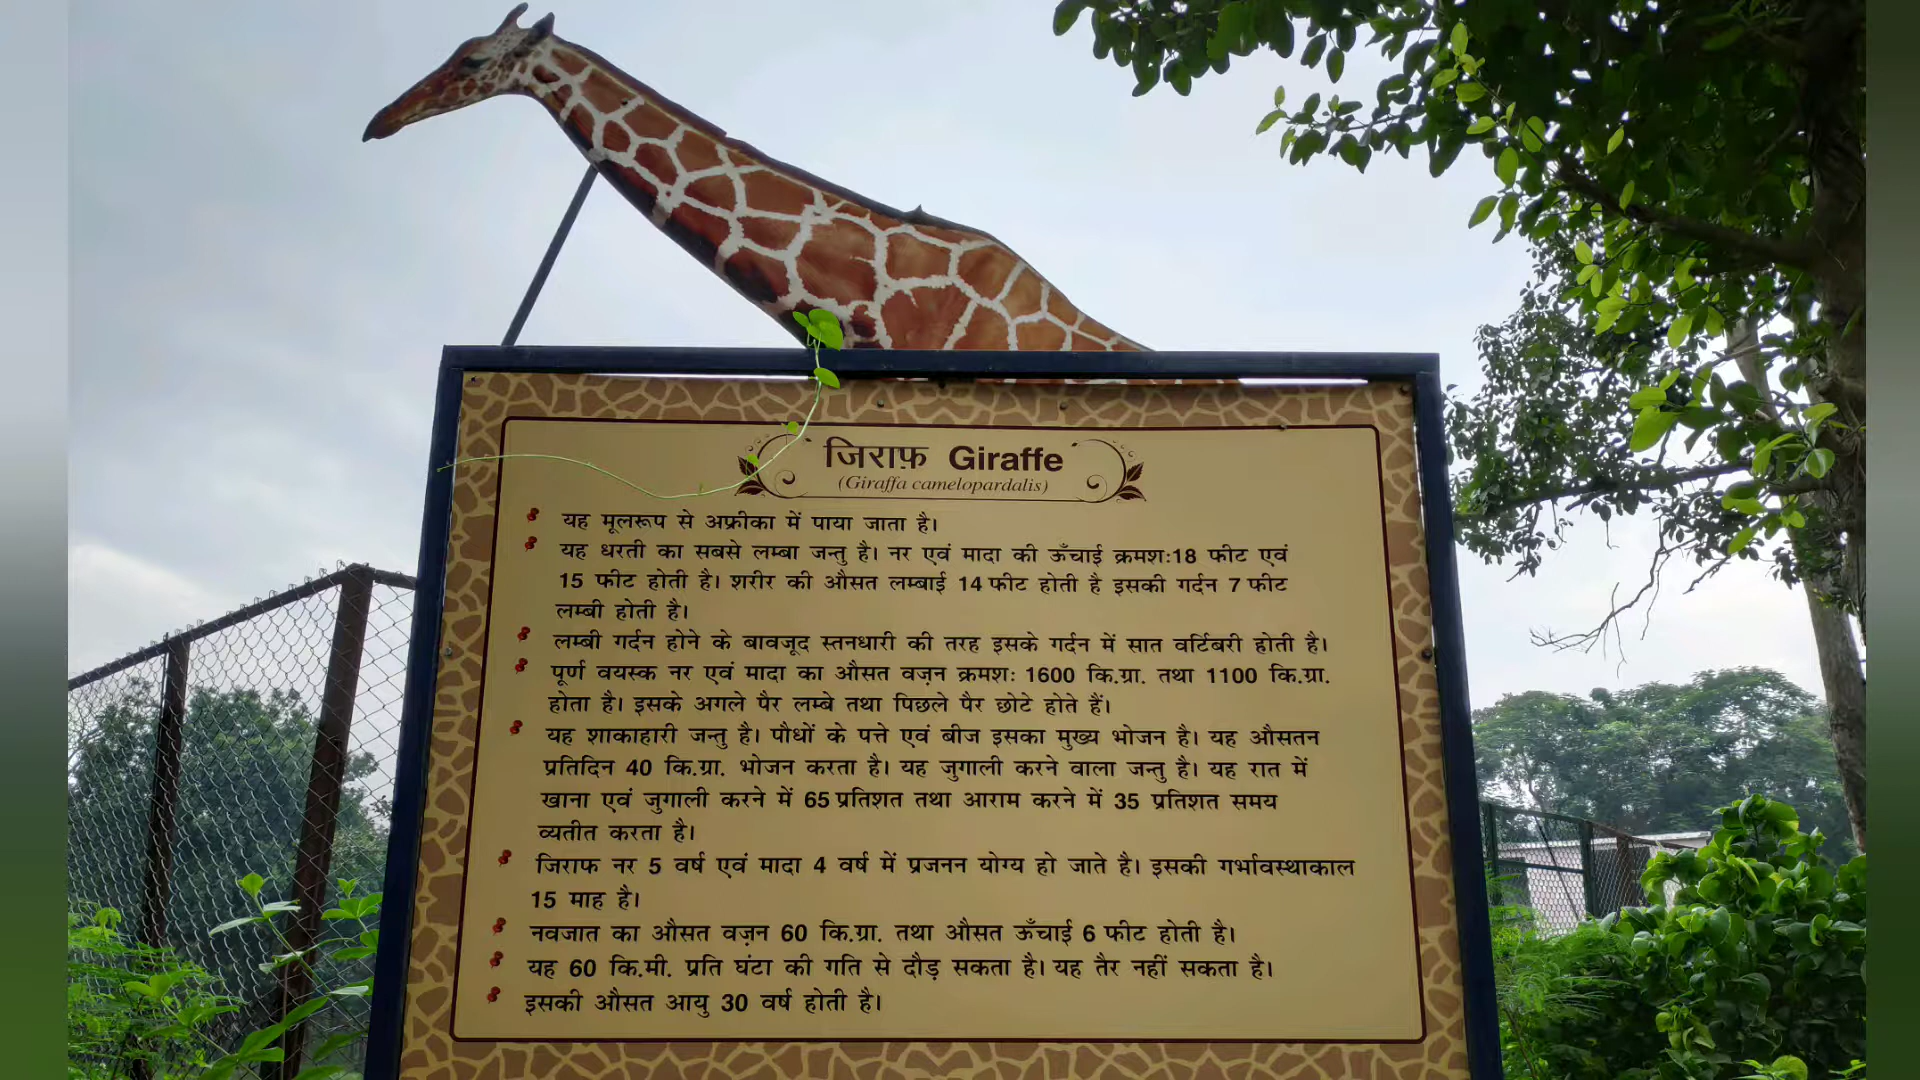 जिराफ़ Giraffe
(Giraffa camelopardalis)
यह मूलरूप से अफ्रीका में पाया जाता है।
यह धरती का सबसे लम्बा जन्तु है। नर एवं मादा की ऊँचाई क्रमशः18 फीट एवं
15 फीट होती है। शरीर की औसत लम्बाई 14 फीट होती है इसकी गर्दन 7 फीट
लम्बी होती है।
लम्बी गर्दन होने के बावजूद स्तनधारी की तरह इसके गर्दन में सात वर्टिबरी होती है।
पूर्ण वयस्क नर एवं मादा का औसत वज़न क्रमशः 1600 कि.ग्रा. तथा 1100 कि.ग्रा.
होता है। इसके अगले पैर लम्बे तथा पिछले पैर छोटे होते हैं।
यह शाकाहारी जन्तु है। पौधों के पत्ते एवं बीज इसका मुख्य भोजन है। यह औसतन
प्रतिदिन 40 कि.ग्रा. भोजन करता है। यह जुगाली करने वाला जन्तु है। यह रात में
खाना एवं जुगाली करने में 65 प्रतिशत तथा आराम करने में 35 प्रतिशत समय
व्यतीत करता है।
जिराफ नर 5 वर्ष एवं मादा 4 वर्ष में प्रजनन योग्य हो जाते है। इसकी गर्भावस्थाकाल
15 माह है।
नवजात का औसत वज़न 60 कि.ग्रा. तथा औसत ऊँचाई 6 फीट होती है।
यह 60 कि.मी. प्रति घंटा की गति से दौड़ सकता है। यह तैर नहीं सकता है।
इसकी औसत आयु 30 वर्ष होती है।